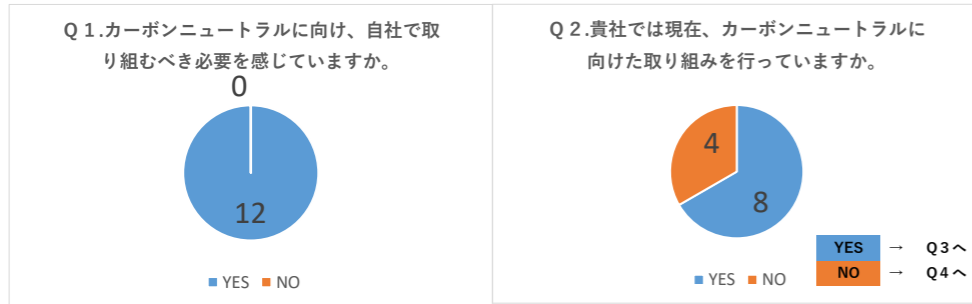 Q１.カーボンニュートラルに向け、自社で取
り組むべき必要を感じていますか。
0
12
YES NO
Q２.貴社では現在、カーボンニュートラルに
向けた取り組みを行っていますか。
4
8
YES NO
YES → Q3へ
NO → Q4へ